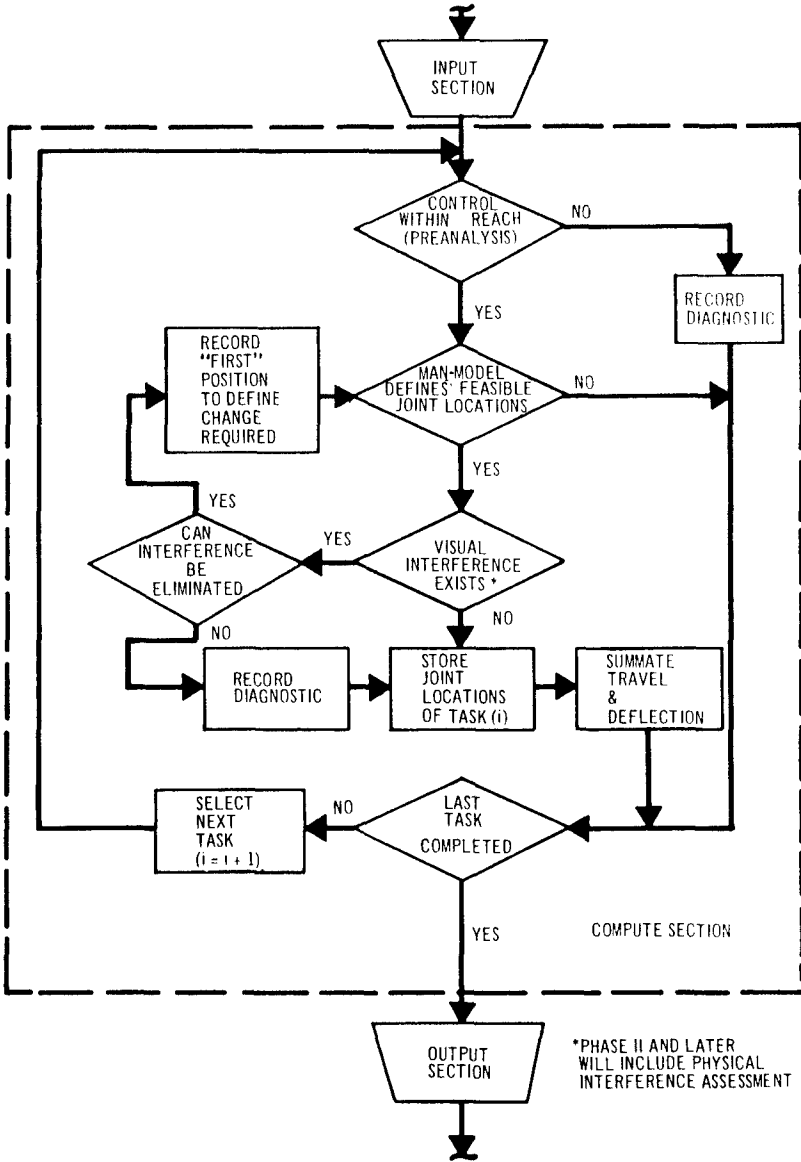 INPUT
SECTION
CONTROL
WITHIN REACH
(PREANALYSIS)
NO
RECORD
DIAGNOSTIC
YES
RECORD
"FIRST"
POSITION
TO DEFINE
CHANGE
REQUIRED
MAN-MODEL
DEFINES' FEASIBLE
JOINT LOCATIONS
NO
YES
YES
CAN
INTERFERENCE
BE
ELIMINATED
YES
VISUAL
INTERFERENCE
EXISTS *
NO
NO
RECORD
DIAGNOSTIC
STORE
JOINT
LOCATIONS
OF TASK (i)
SUMMATE
TRAVEL
&
DEFLECTION
SELECT
NEXT
TASK
(i = i + 1)
NO
LAST
TASK
COMPLETED
YES
COMPUTE SECTION
OUTPUT
SECTION
*PHASE II AND LATER
WILL INCLUDE PHYSICAL
INTERFERENCE ASSESSMENT